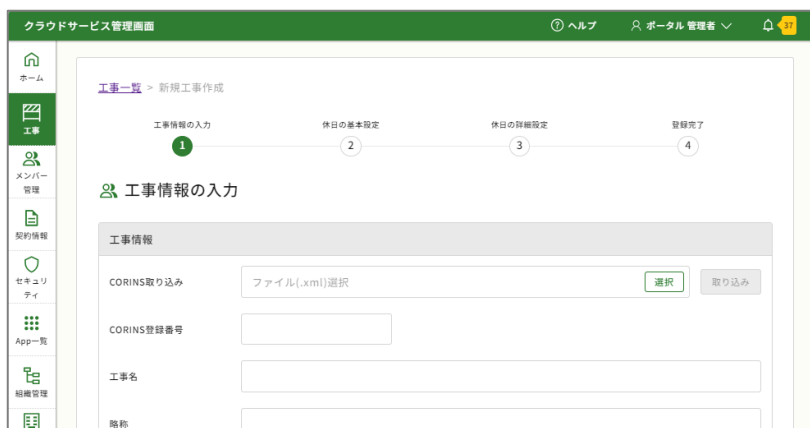 クラウドサービス管理画面
ヘルプ
ポータル 管理者
37
ホーム
工事
メンバー
管理
契約情報
セキュリ
ティ
App一覧
組織管理
工事一覧 > 新規工事作成
工事情報の入力
休日の基本設定
休日の詳細設定
登録完了
1
2
3
4
工事情報の入力
工事情報
CORINS取り込み
ファイル(.xml)選択
選択
取り込み
CORINS登録番号
工事名
略称